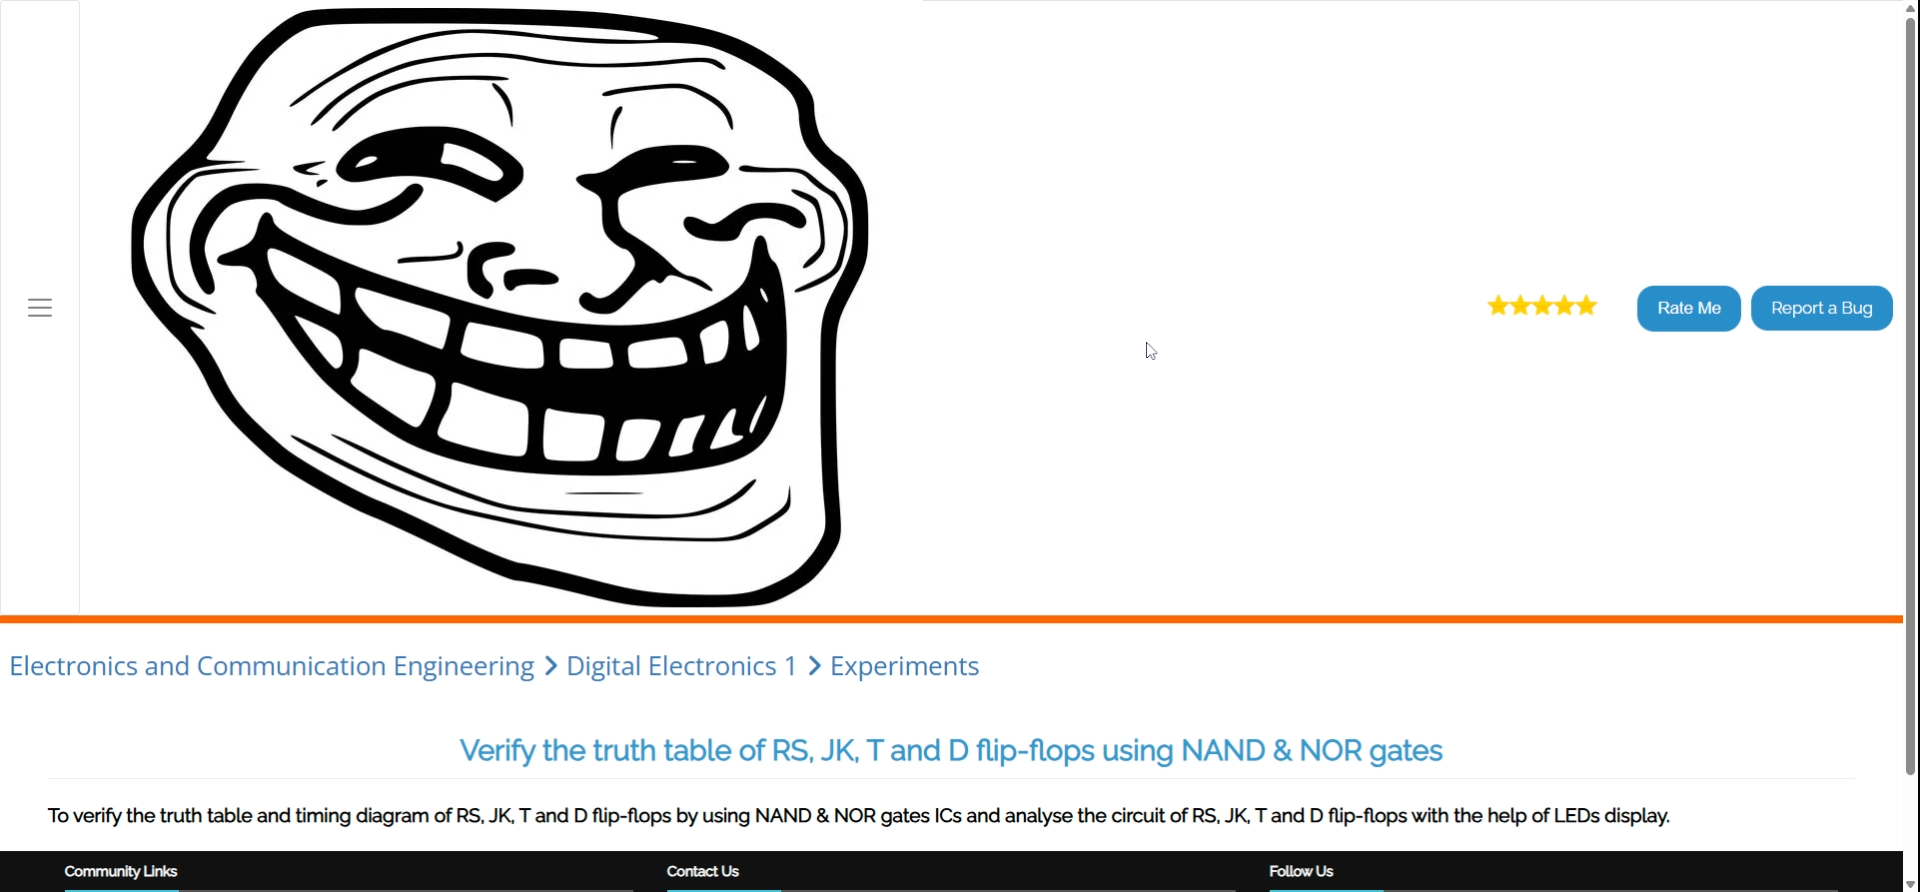 Rate Me
Report a Bug
Electronics and Communication Engineering > Digital Electronics 1 > Experiments
Verify the truth table of RS, JK, T and D flip-flops using NAND & NOR gates
To verify the truth table and timing diagram of RS, JK, T and D flip-flops by using NAND & NOR gates ICs and analyse the circuit of RS, JK, T and D flip-flops with the help of LEDs display.
Community Links
Contact Us
Follow Us